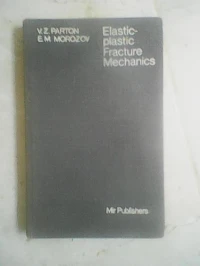 V. Z. PARTON
E. M. MOROZOV
Elastic-
plastic
Fracture
Mechanics
Mir Publishers